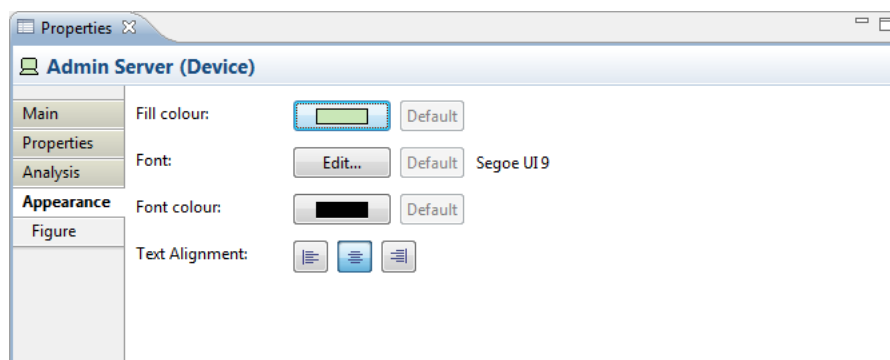 Properties
Admin Server (Device)
Main
Properties
Analysis
Appearance
Figure
Fill colour: Default
Font: Edit... Default Segoe UI 9
Font colour: Default
Text Alignment: